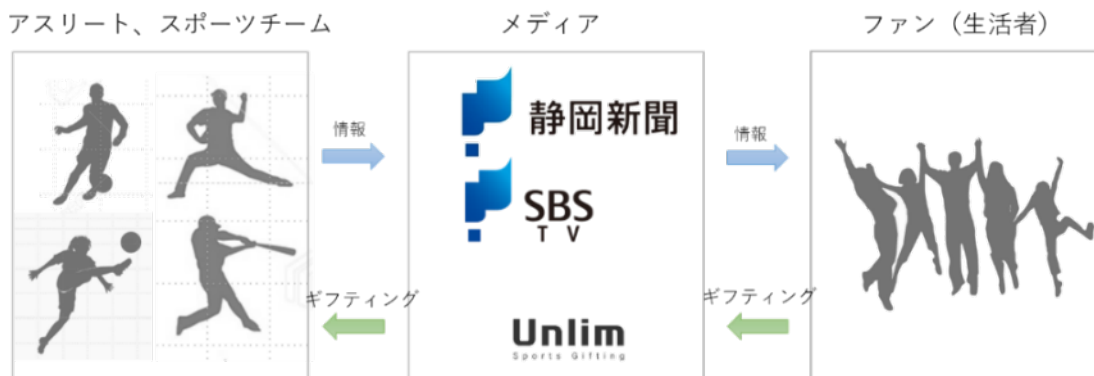 アスリート、スポーツチーム
メディア
ファン（生活者）
情報
静岡新聞
情報
SBS
TV
ギフティング
ギフティング
Unlim
Sports Gifting